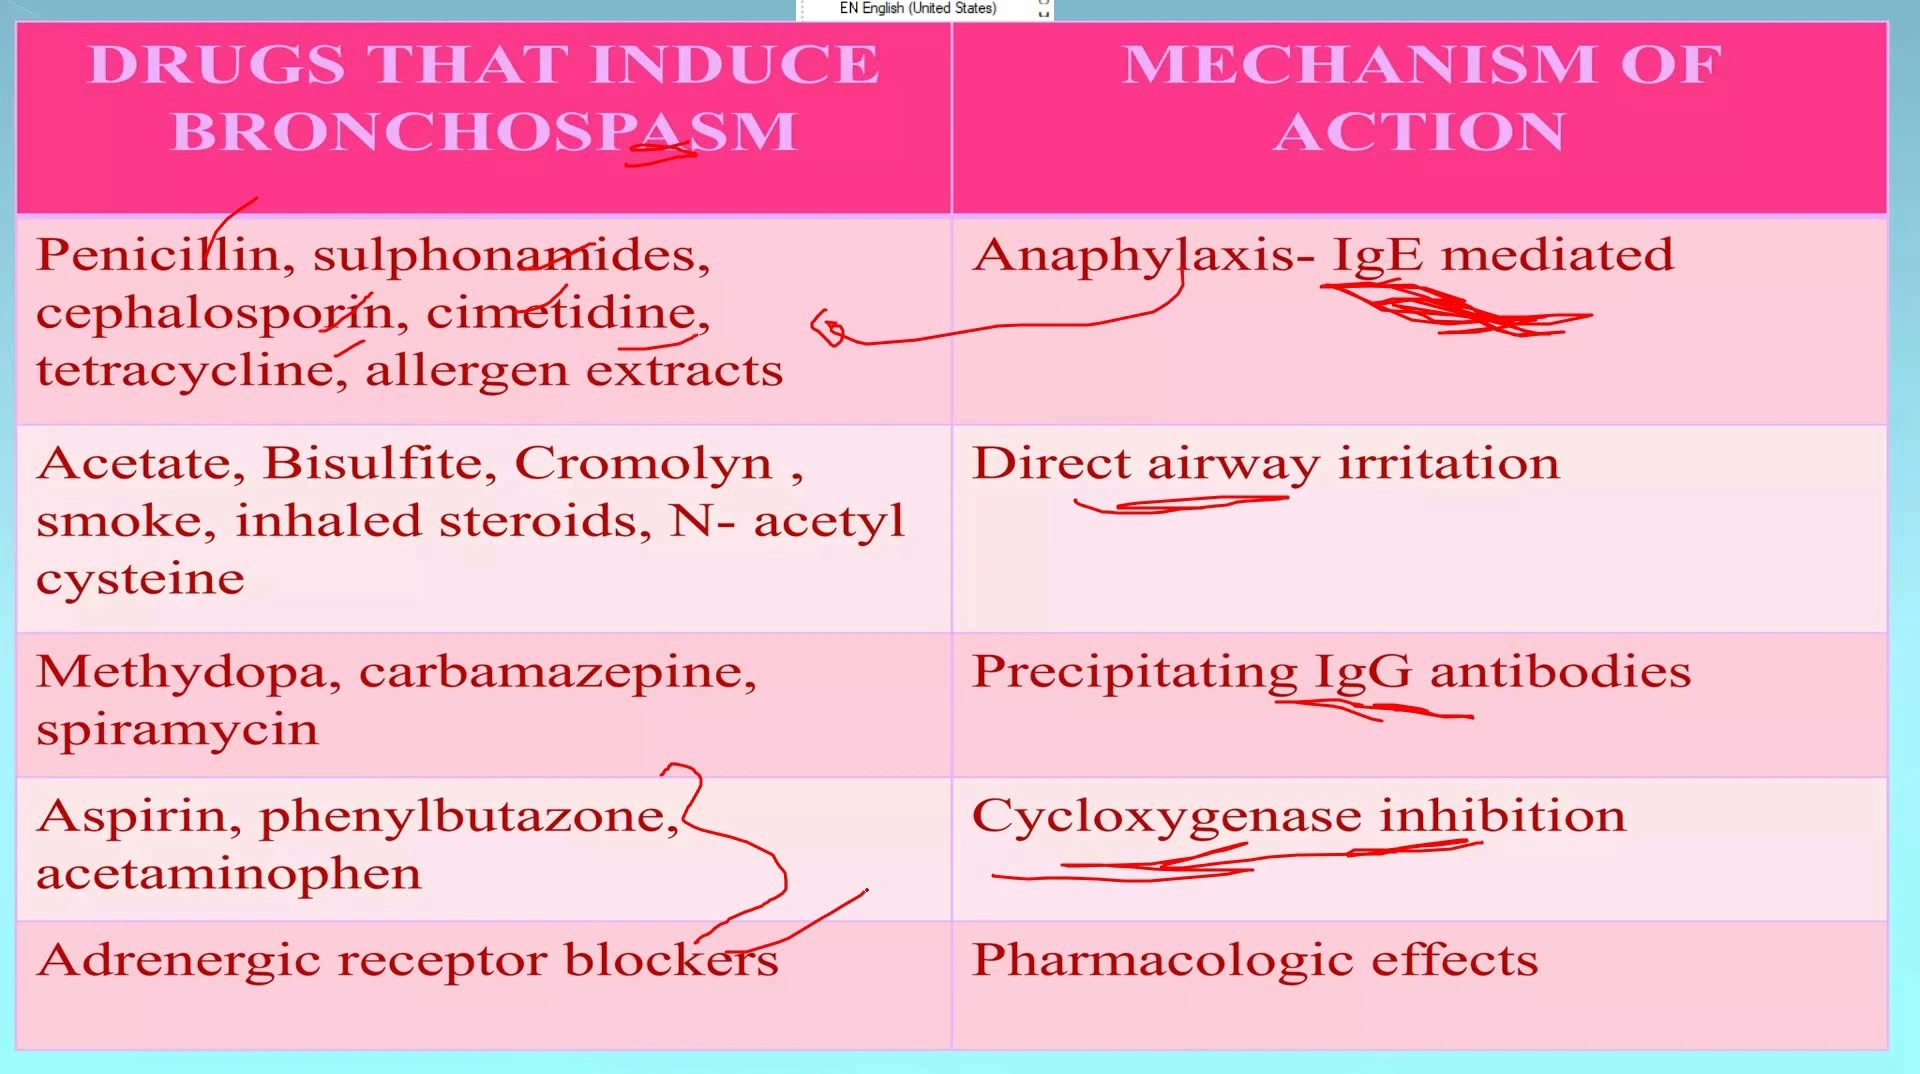 EN English (United States)
DRUGS THAT INDUCE
BRONCHOSPASM
MECHANISM OF
ACTION
Penicillin, sulphonamides,
cephalosporin, cimetidine,
tetracycline, allergen extracts
Anaphylaxis- IgE mediated
Acetate, Bisulfite, Cromolyn ,
smoke, inhaled steroids, N- acetyl
cysteine
Direct airway irritation
Methydopa, carbamazepine,
spiramycin
Precipitating IgG antibodies
Aspirin, phenylbutazone,
acetaminophen
Cycloxygenase inhibition
Adrenergic receptor blockers
Pharmacologic effects